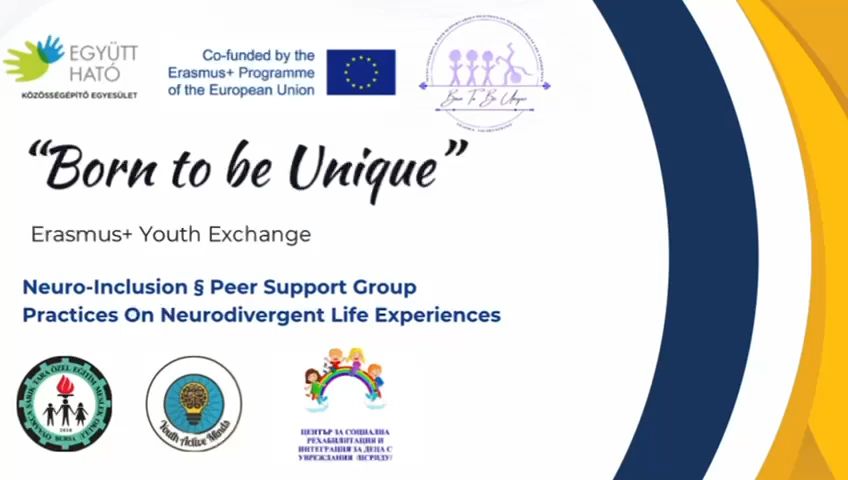 EGYÜTT
HATÓ
KÖZÖSSÉGÉPÍTŐ EGYESÜLET
Co-funded by the
Erasmus+ Programme
of the European Union
Born To Be Unique
“Born to be Unique”
Erasmus+ Youth Exchange
Neuro-Inclusion § Peer Support Group
Practices On Neurodivergent Life Experiences
BURSA
Youth Active Minds
ЦЕНТЪР ЗА СОЦИАЛНА
РЕХАБИЛИТАЦИЯ И
ИНТЕГРАЦИЯ ЗА ДЕЦА С
УВРЕЖДАНИЯ